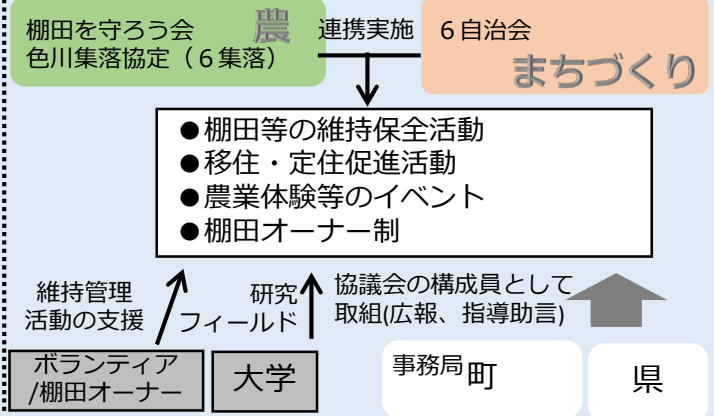 棚田を守ろう会
色川集落協定（６集落）
農
連携実施
６自治会
まちづくり
●棚田等の維持保全活動
●移住・定住促進活動
●農業体験等のイベント
●棚田オーナー制
維持管理
活動の支援
研究
フィールド
協議会の構成員として
取組(広報、指導助言)
ボランティア
/棚田オーナー
大学
事務局町
県